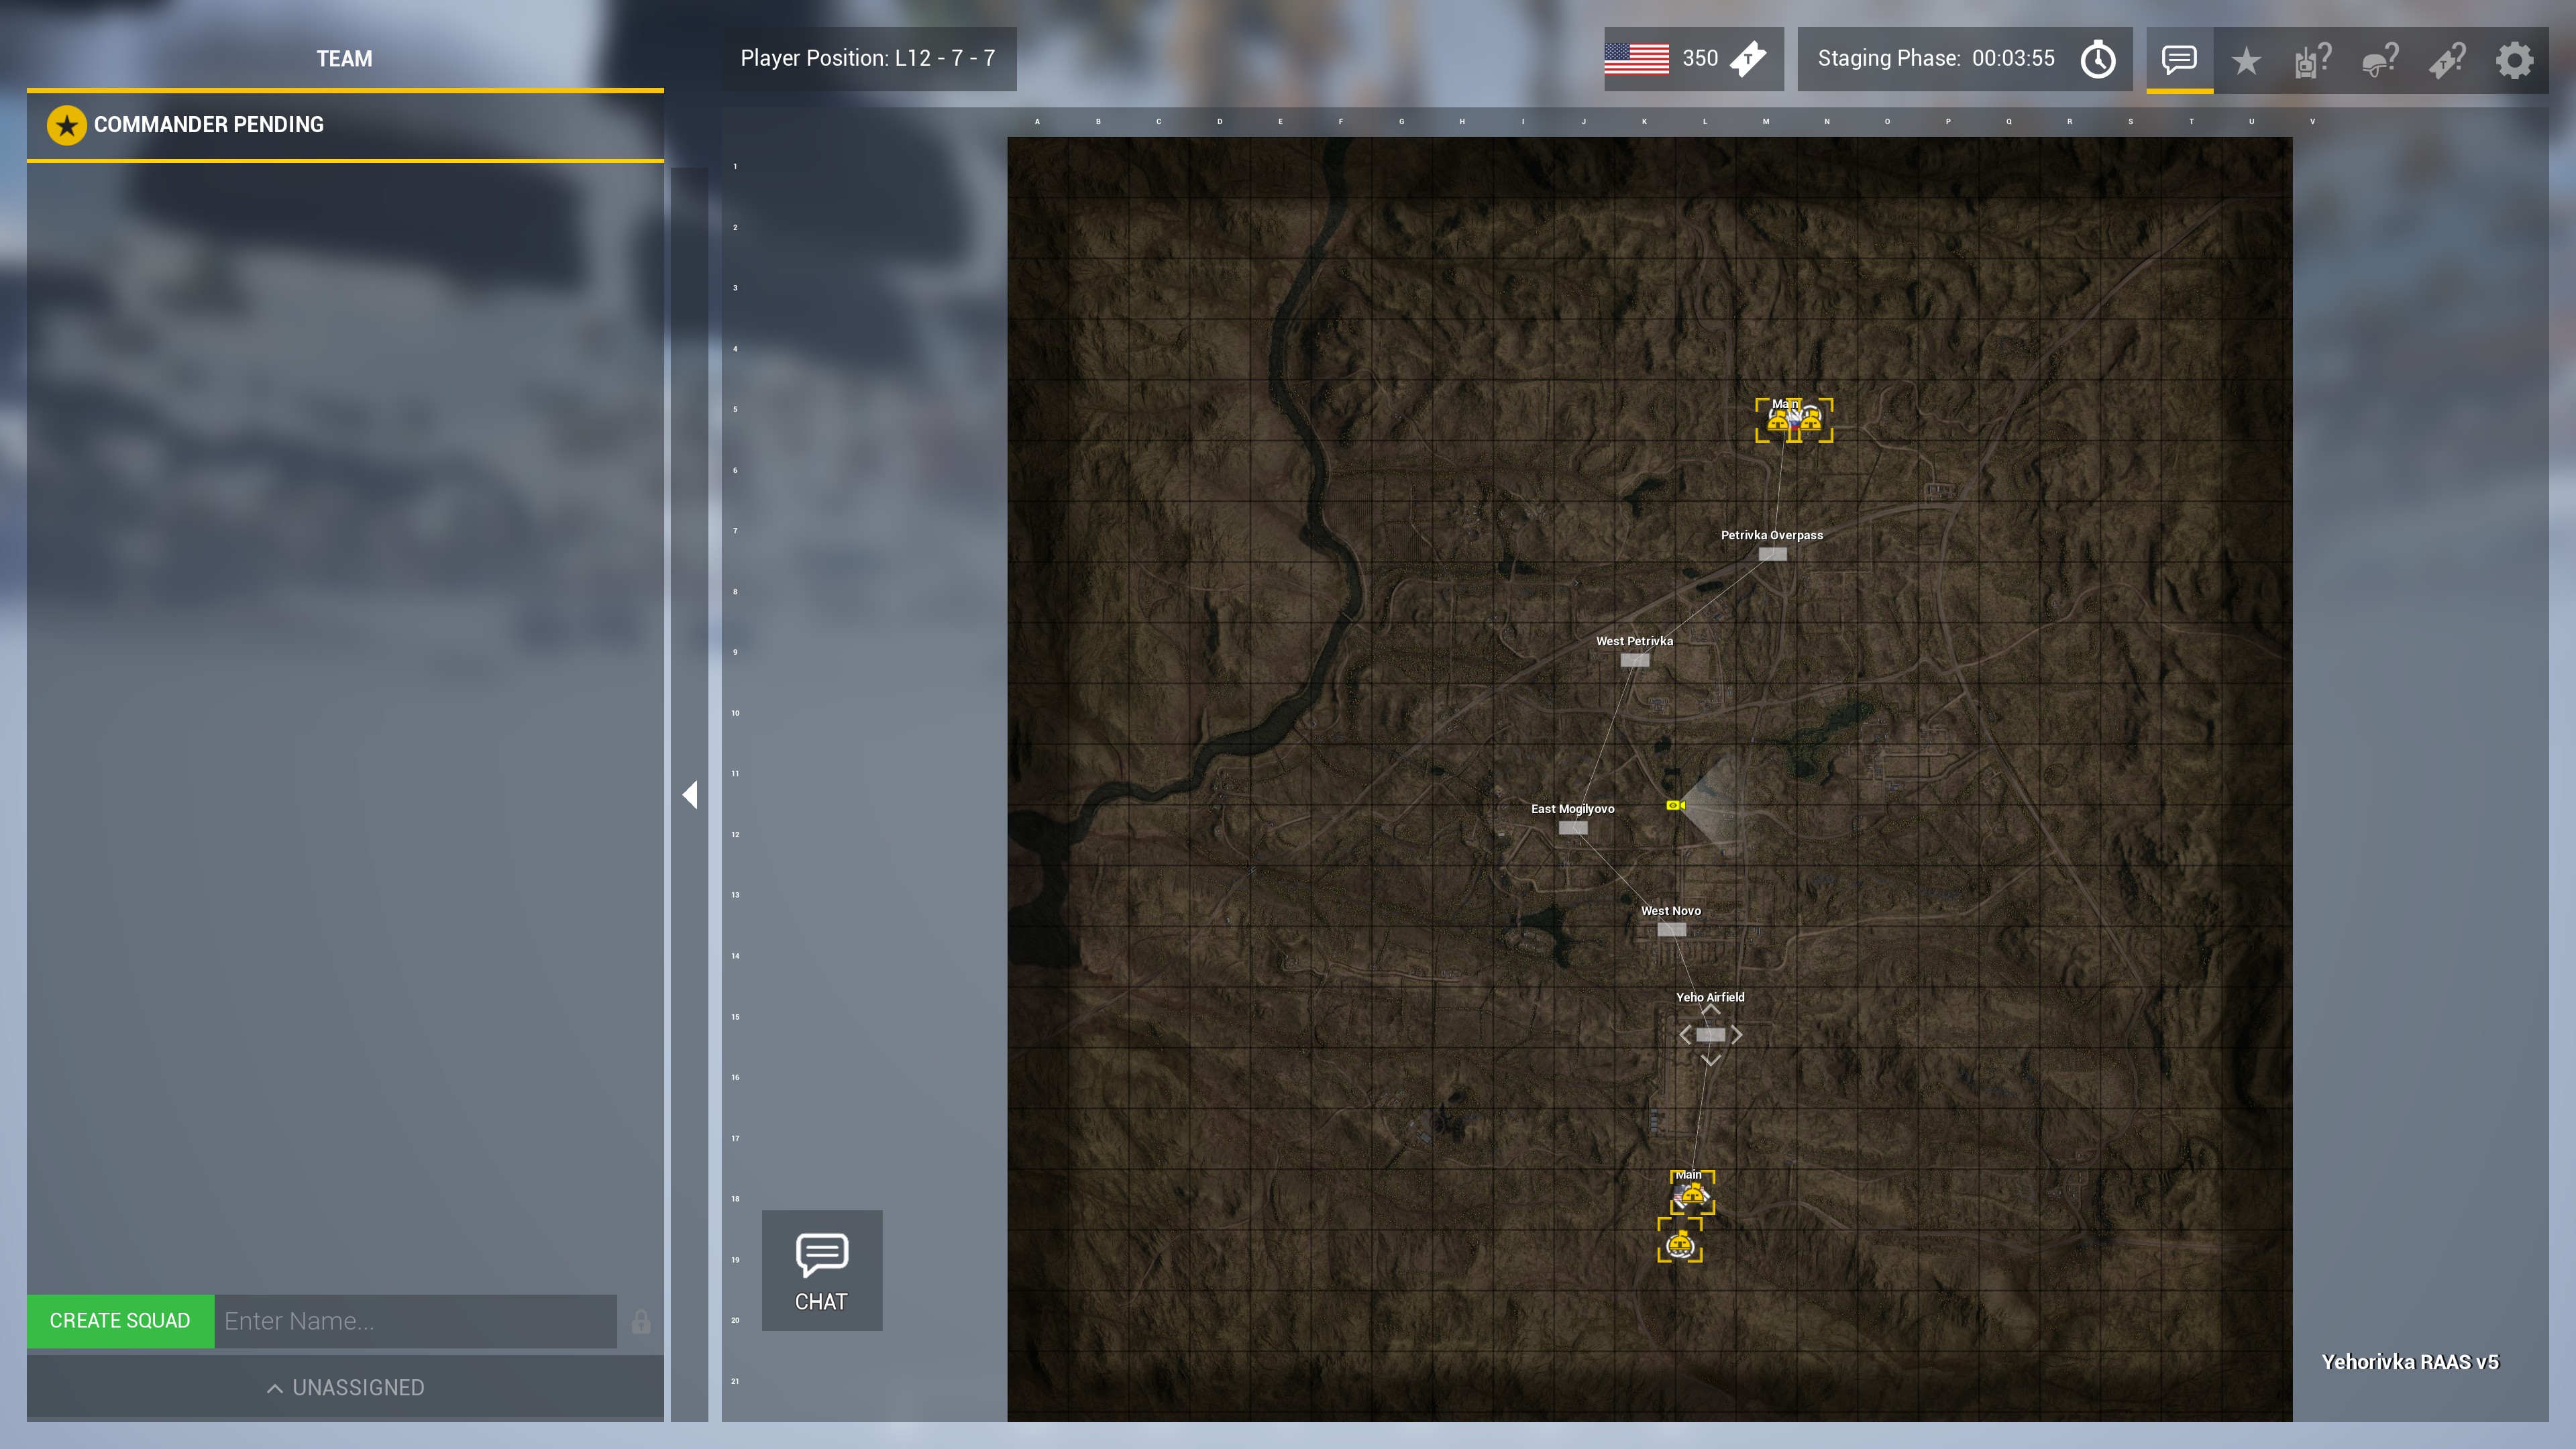 TEAM
Player Position: L12 - 7 - 7
350
T
Staging Phase: 00:03:55
? ? T?
COMMANDER PENDING
A B C D E F G H I J K L M N O P Q R S T U V
1
2
3
4
5
6
7
8
9
10
11
12
13
14
15
16
17
18
19
20
21
Main
Petrivka Overpass
West Petrivka
East Mogilyovo
West Novo
Yeho Airfield
Main
CHAT
CREATE SQUAD
Enter Name...
UNASSIGNED
Yehorivka RAAS v5